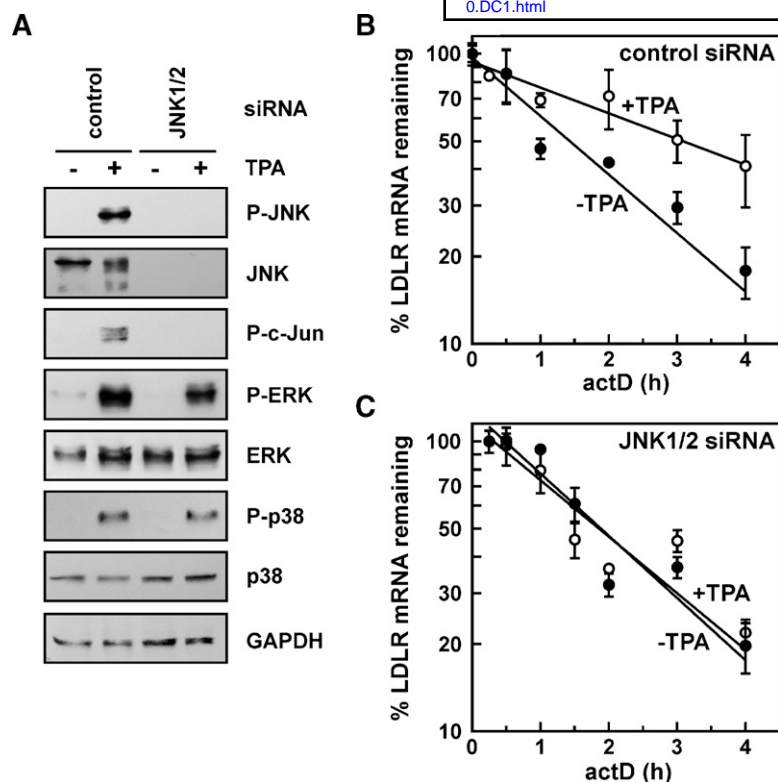 0.DC1.html
A
control
JNK1/2
siRNA
- + - + TPA
P-JNK
JNK
P-c-Jun
P-ERK
ERK
P-p38
p38
GAPDH
B
% LDLR mRNA remaining
100
70
50
30
20
10
control siRNA
+TPA
-TPA
0 1 2 3 4
actD (h)
C
% LDLR mRNA remaining
100
70
50
30
20
10
JNK1/2 siRNA
+TPA
-TPA
0 1 2 3 4
actD (h)